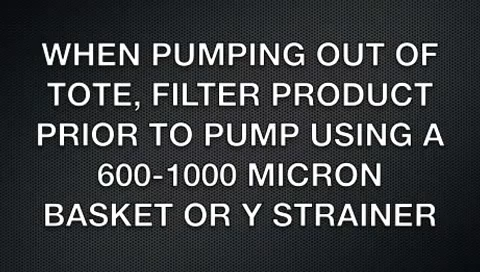 WHEN PUMPING OUT OF
TOTE, FILTER PRODUCT
PRIOR TO PUMP USING A
600-1000 MICRON
BASKET OR Y STRAINER